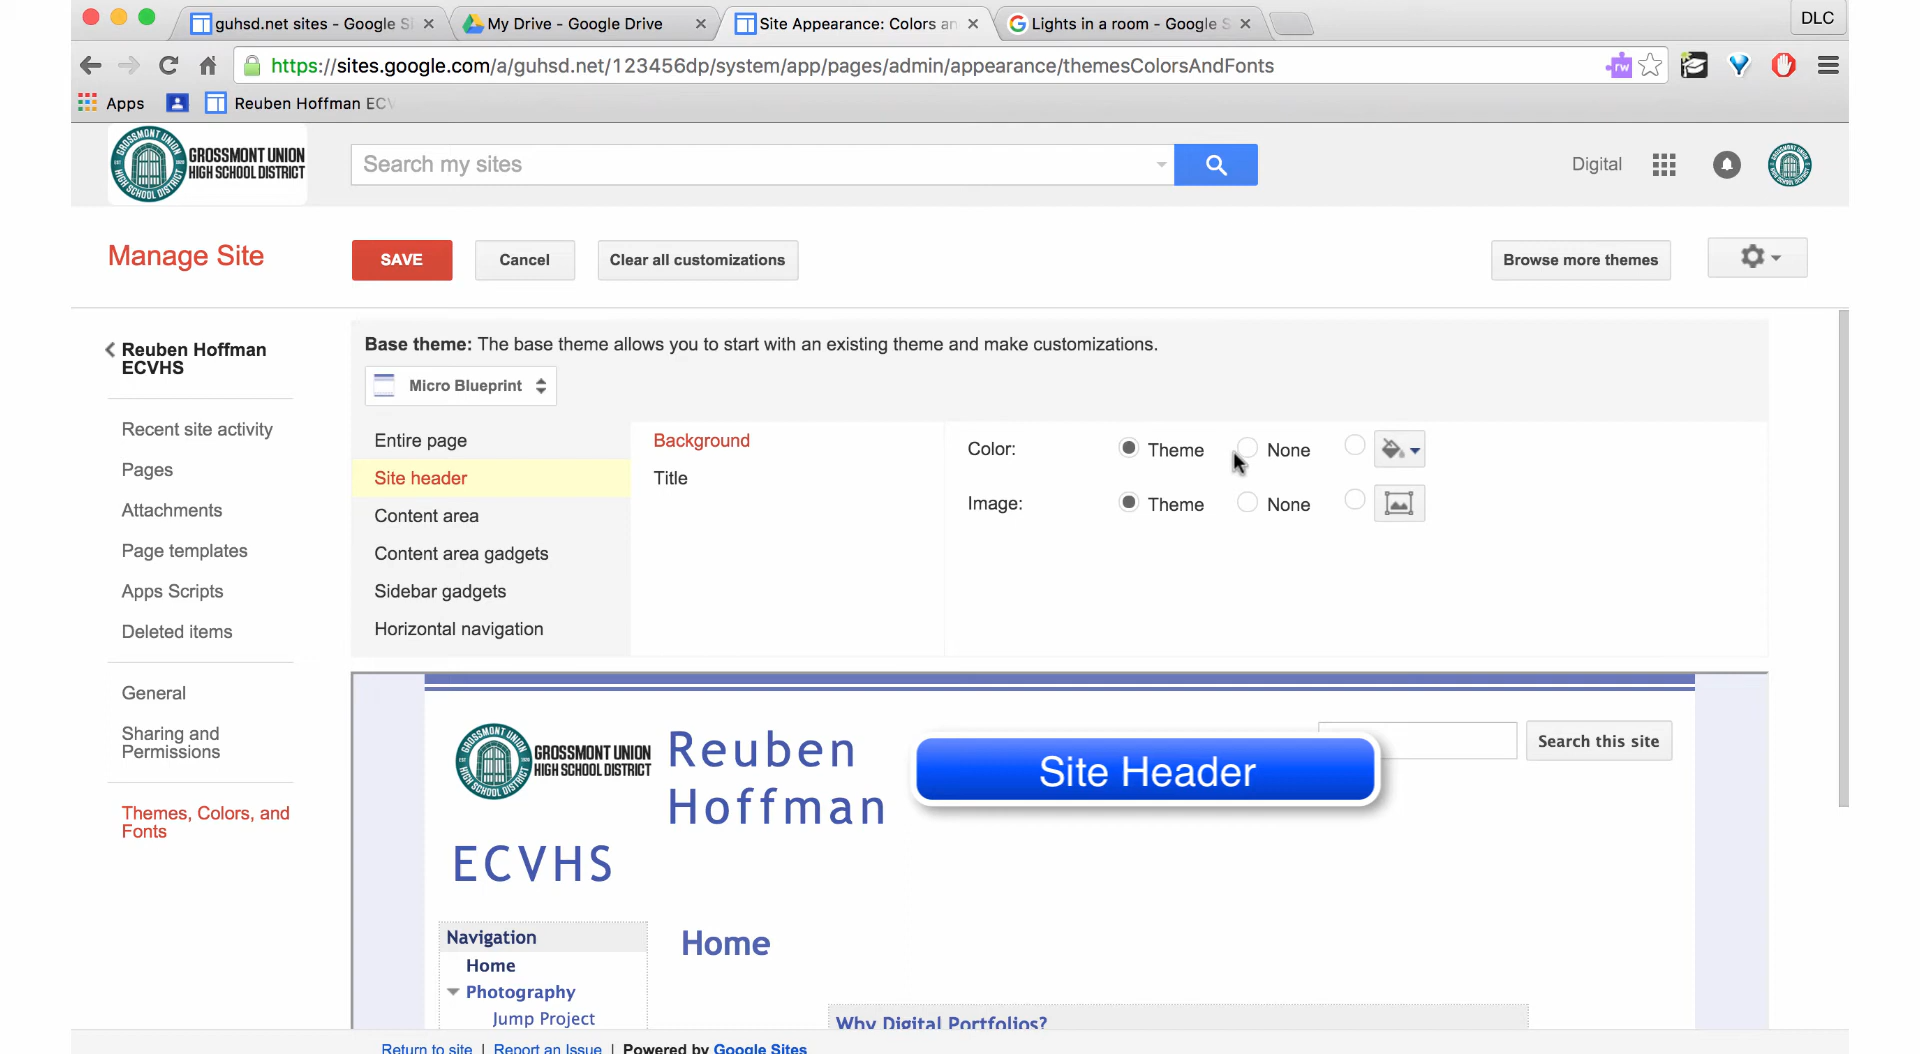 guhsd.net sites - Google Si
My Drive - Google Drive
Site Appearance: Colors an
Lights in a room - Google S
DLC
https://sites.google.com/a/guhsd.net/123456dp/system/app/pages/admin/appearance/themesColorsAndFonts
rw
Apps
Reuben Hoffman ECV
GROSSMONT UNION
HIGH SCHOOL DISTRICT
Search my sites
Digital
Manage Site
SAVE
Cancel
Clear all customizations
Browse more themes
Reuben Hoffman
ECVHS
Recent site activity
Pages
Attachments
Page templates
Apps Scripts
Deleted items
General
Sharing and
Permissions
Themes, Colors, and
Fonts
Base theme: The base theme allows you to start with an existing theme and make customizations.
Micro Blueprint
Entire page
Site header
Content area
Content area gadgets
Sidebar gadgets
Horizontal navigation
Background
Title
Color: Theme None
Image: Theme None
GROSSMONT UNION
HIGH SCHOOL DISTRICT
Reuben
Hoffman
ECVHS
Site Header
Search this site
Navigation
Home
Photography
Jump Project
Home
Why Digital Portfolios?
Return to site | Report an Issue | Powered by Google Sites